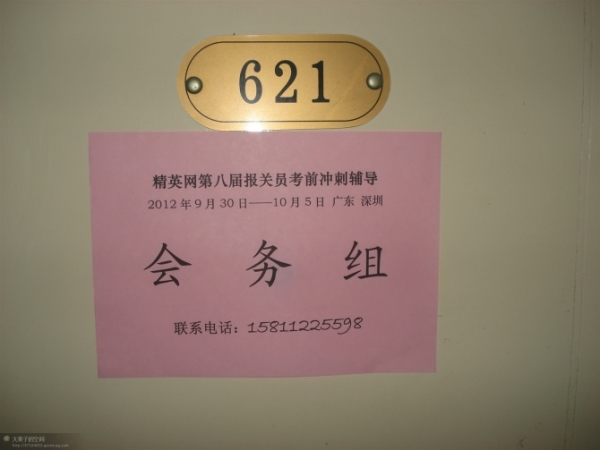 621
精英网第八届报关员考前冲刺辅导
2012年9月30日——10月5日 广东 深圳
会 务 组
联系电话：15811225598